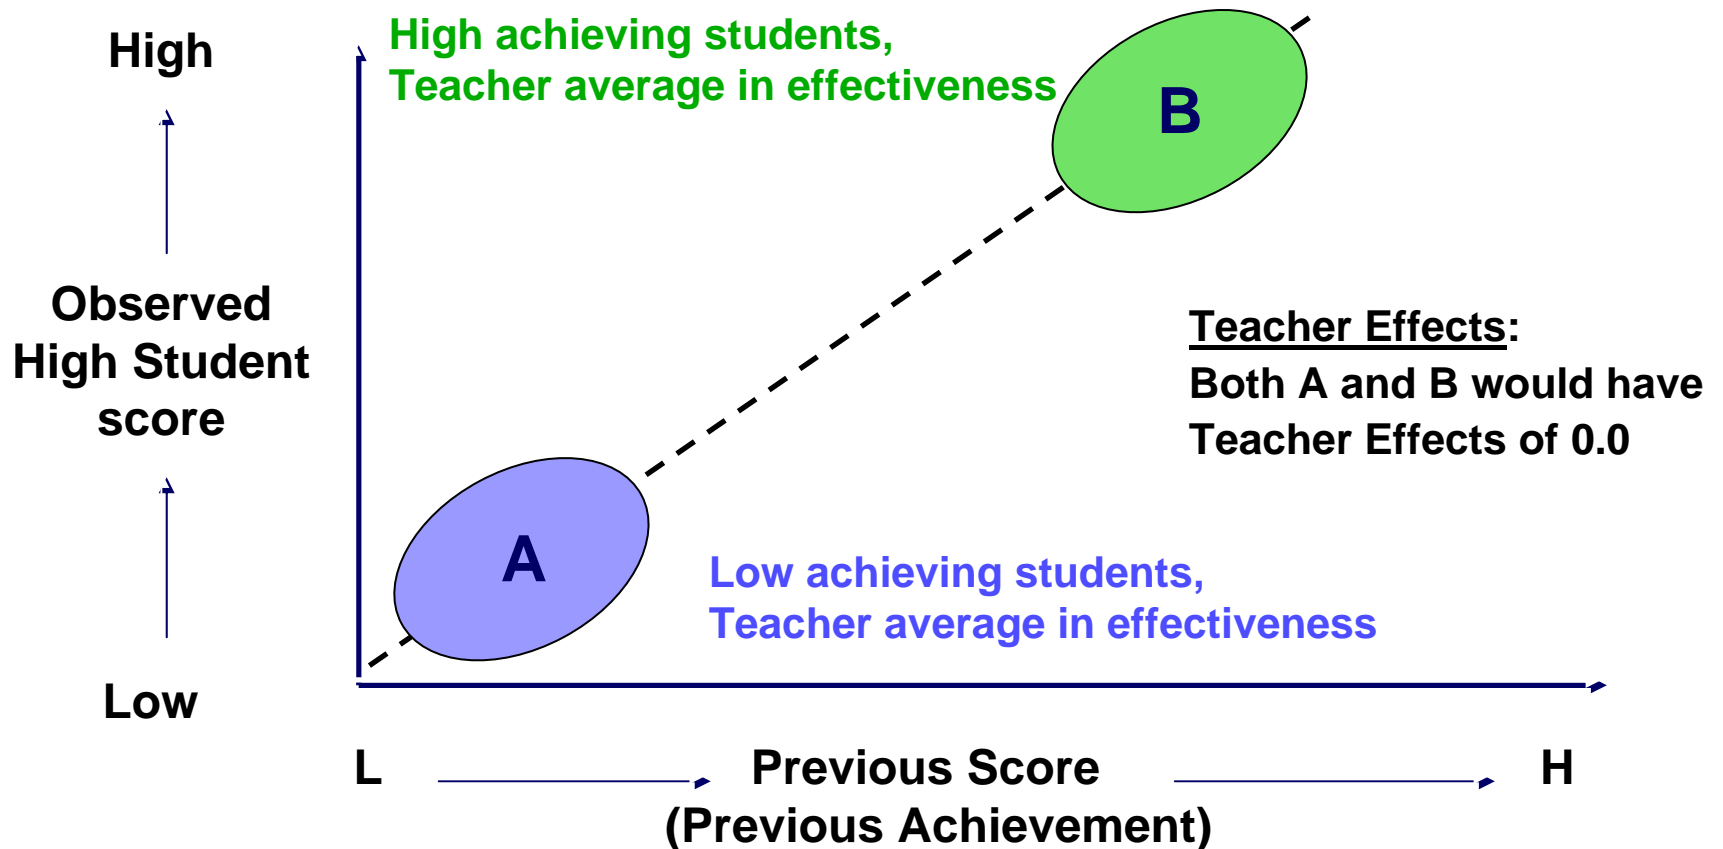 High
High achieving students,
Teacher average in effectiveness
B
Observed
High Student
score
Teacher Effects:
Both A and B would have
Teacher Effects of 0.0
A
Low achieving students,
Teacher average in effectiveness
Low
L
Previous Score
(Previous Achievement)
H